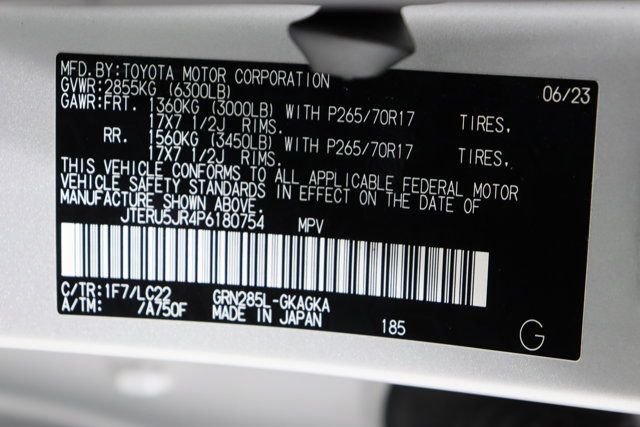 MFD.BY:TOYOTA MOTOR CORPORATION 06/23
GVWR:2855KG (6300LB)
GAWR:FRT. 1360KG (3000LB) WITH P265/70R17 TIRES,
17X7 1/2J RIMS.
RR. 1560KG (3450LB) WITH P265/70R17 TIRES,
17X7 1/2J RIMS.
THIS VEHICLE CONFORMS TO ALL APPLICABLE FEDERAL MOTOR
VEHICLE SAFETY STANDARDS IN EFFECT ON THE DATE OF
MANUFACTURE SHOWN ABOVE.
JTERU5JR4P6180754 MPV
C/TR:1F7/LC22 GRN285L-GKAGKA
A/TM: /A750F MADE IN JAPAN 185 G